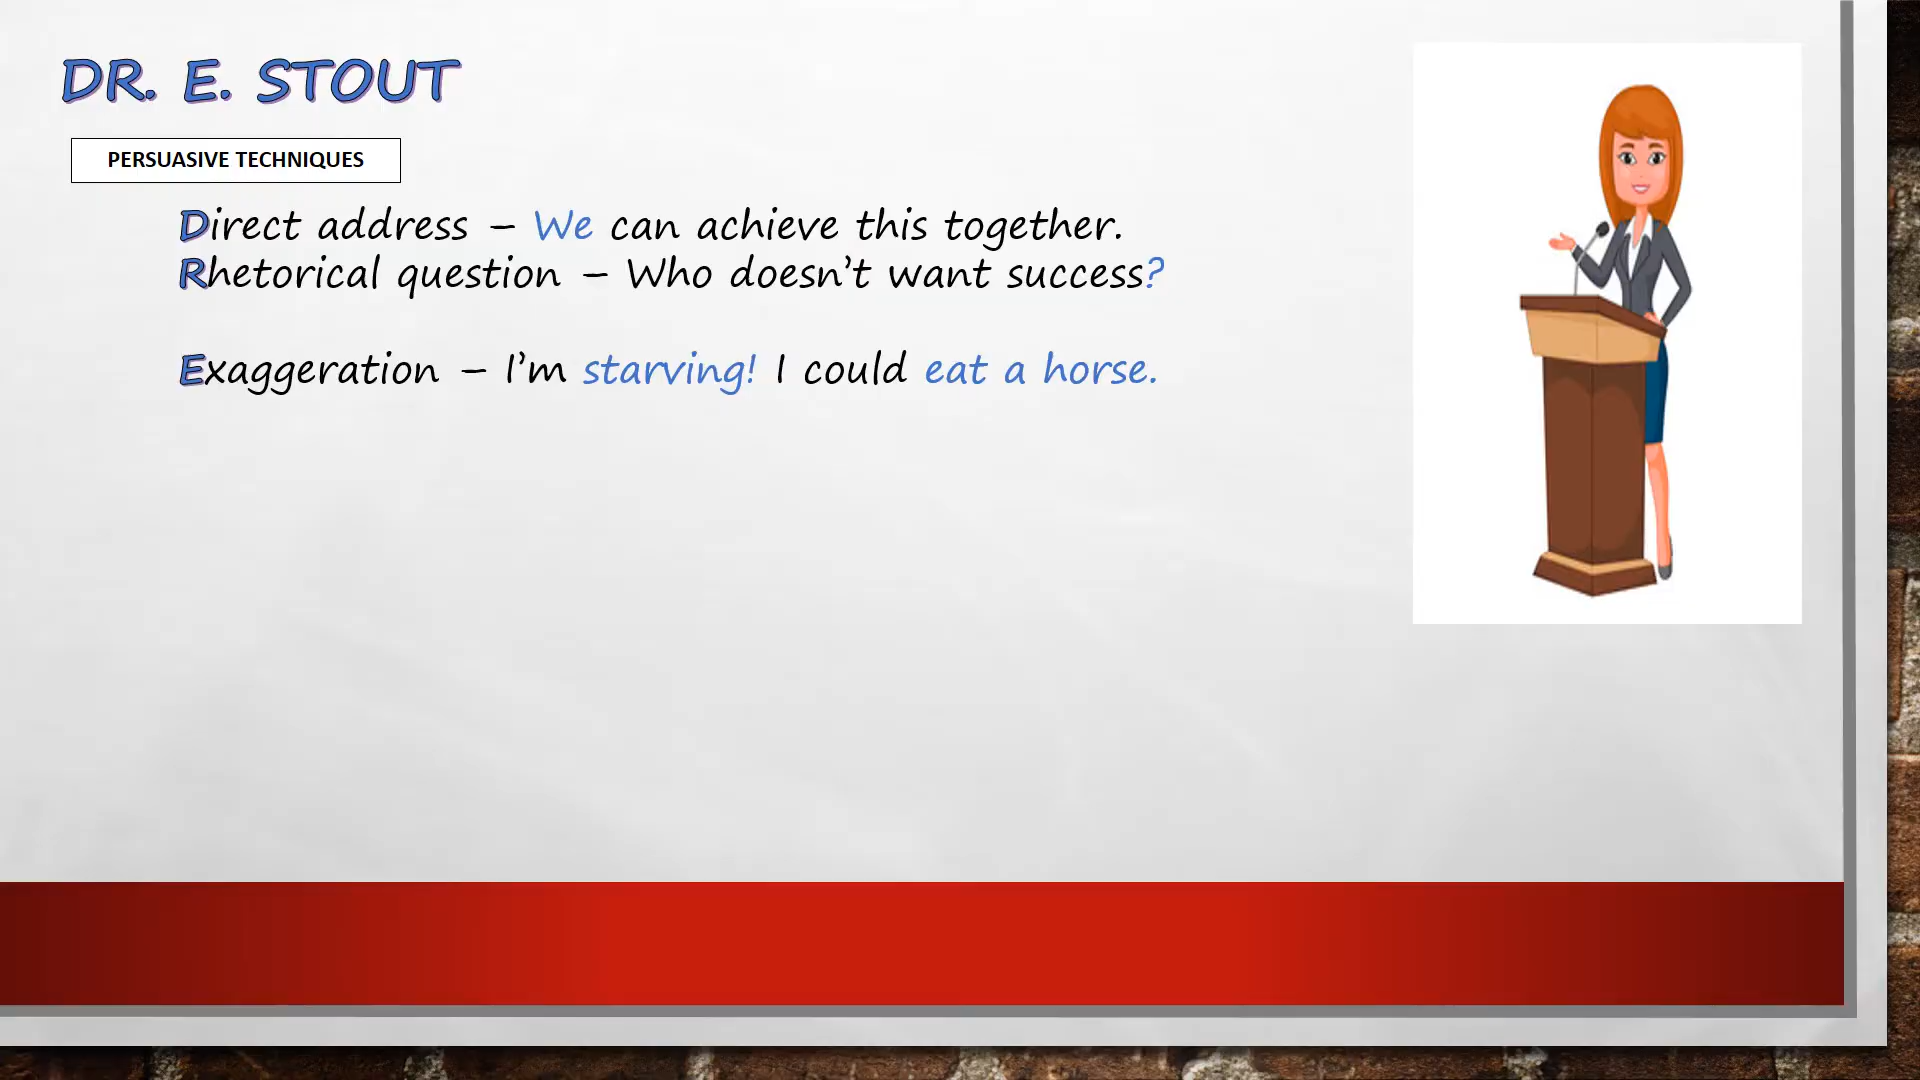 DR. E. STOUT
PERSUASIVE TECHNIQUES
Direct address – We can achieve this together.
Rhetorical question – Who doesn’t want success?
Exaggeration – I’m starving! I could eat a horse.